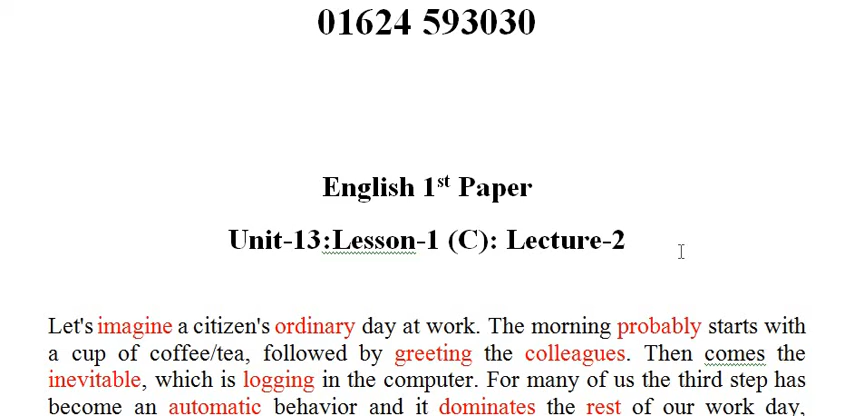 01624 593030
English 1st Paper
Unit-13:Lesson-1 (C): Lecture-2
Let's imagine a citizen's ordinary day at work. The morning probably starts with
a cup of coffee/tea, followed by greeting the colleagues. Then comes the
inevitable, which is logging in the computer. For many of us the third step has
become an automatic behavior and it dominates the rest of our work day,